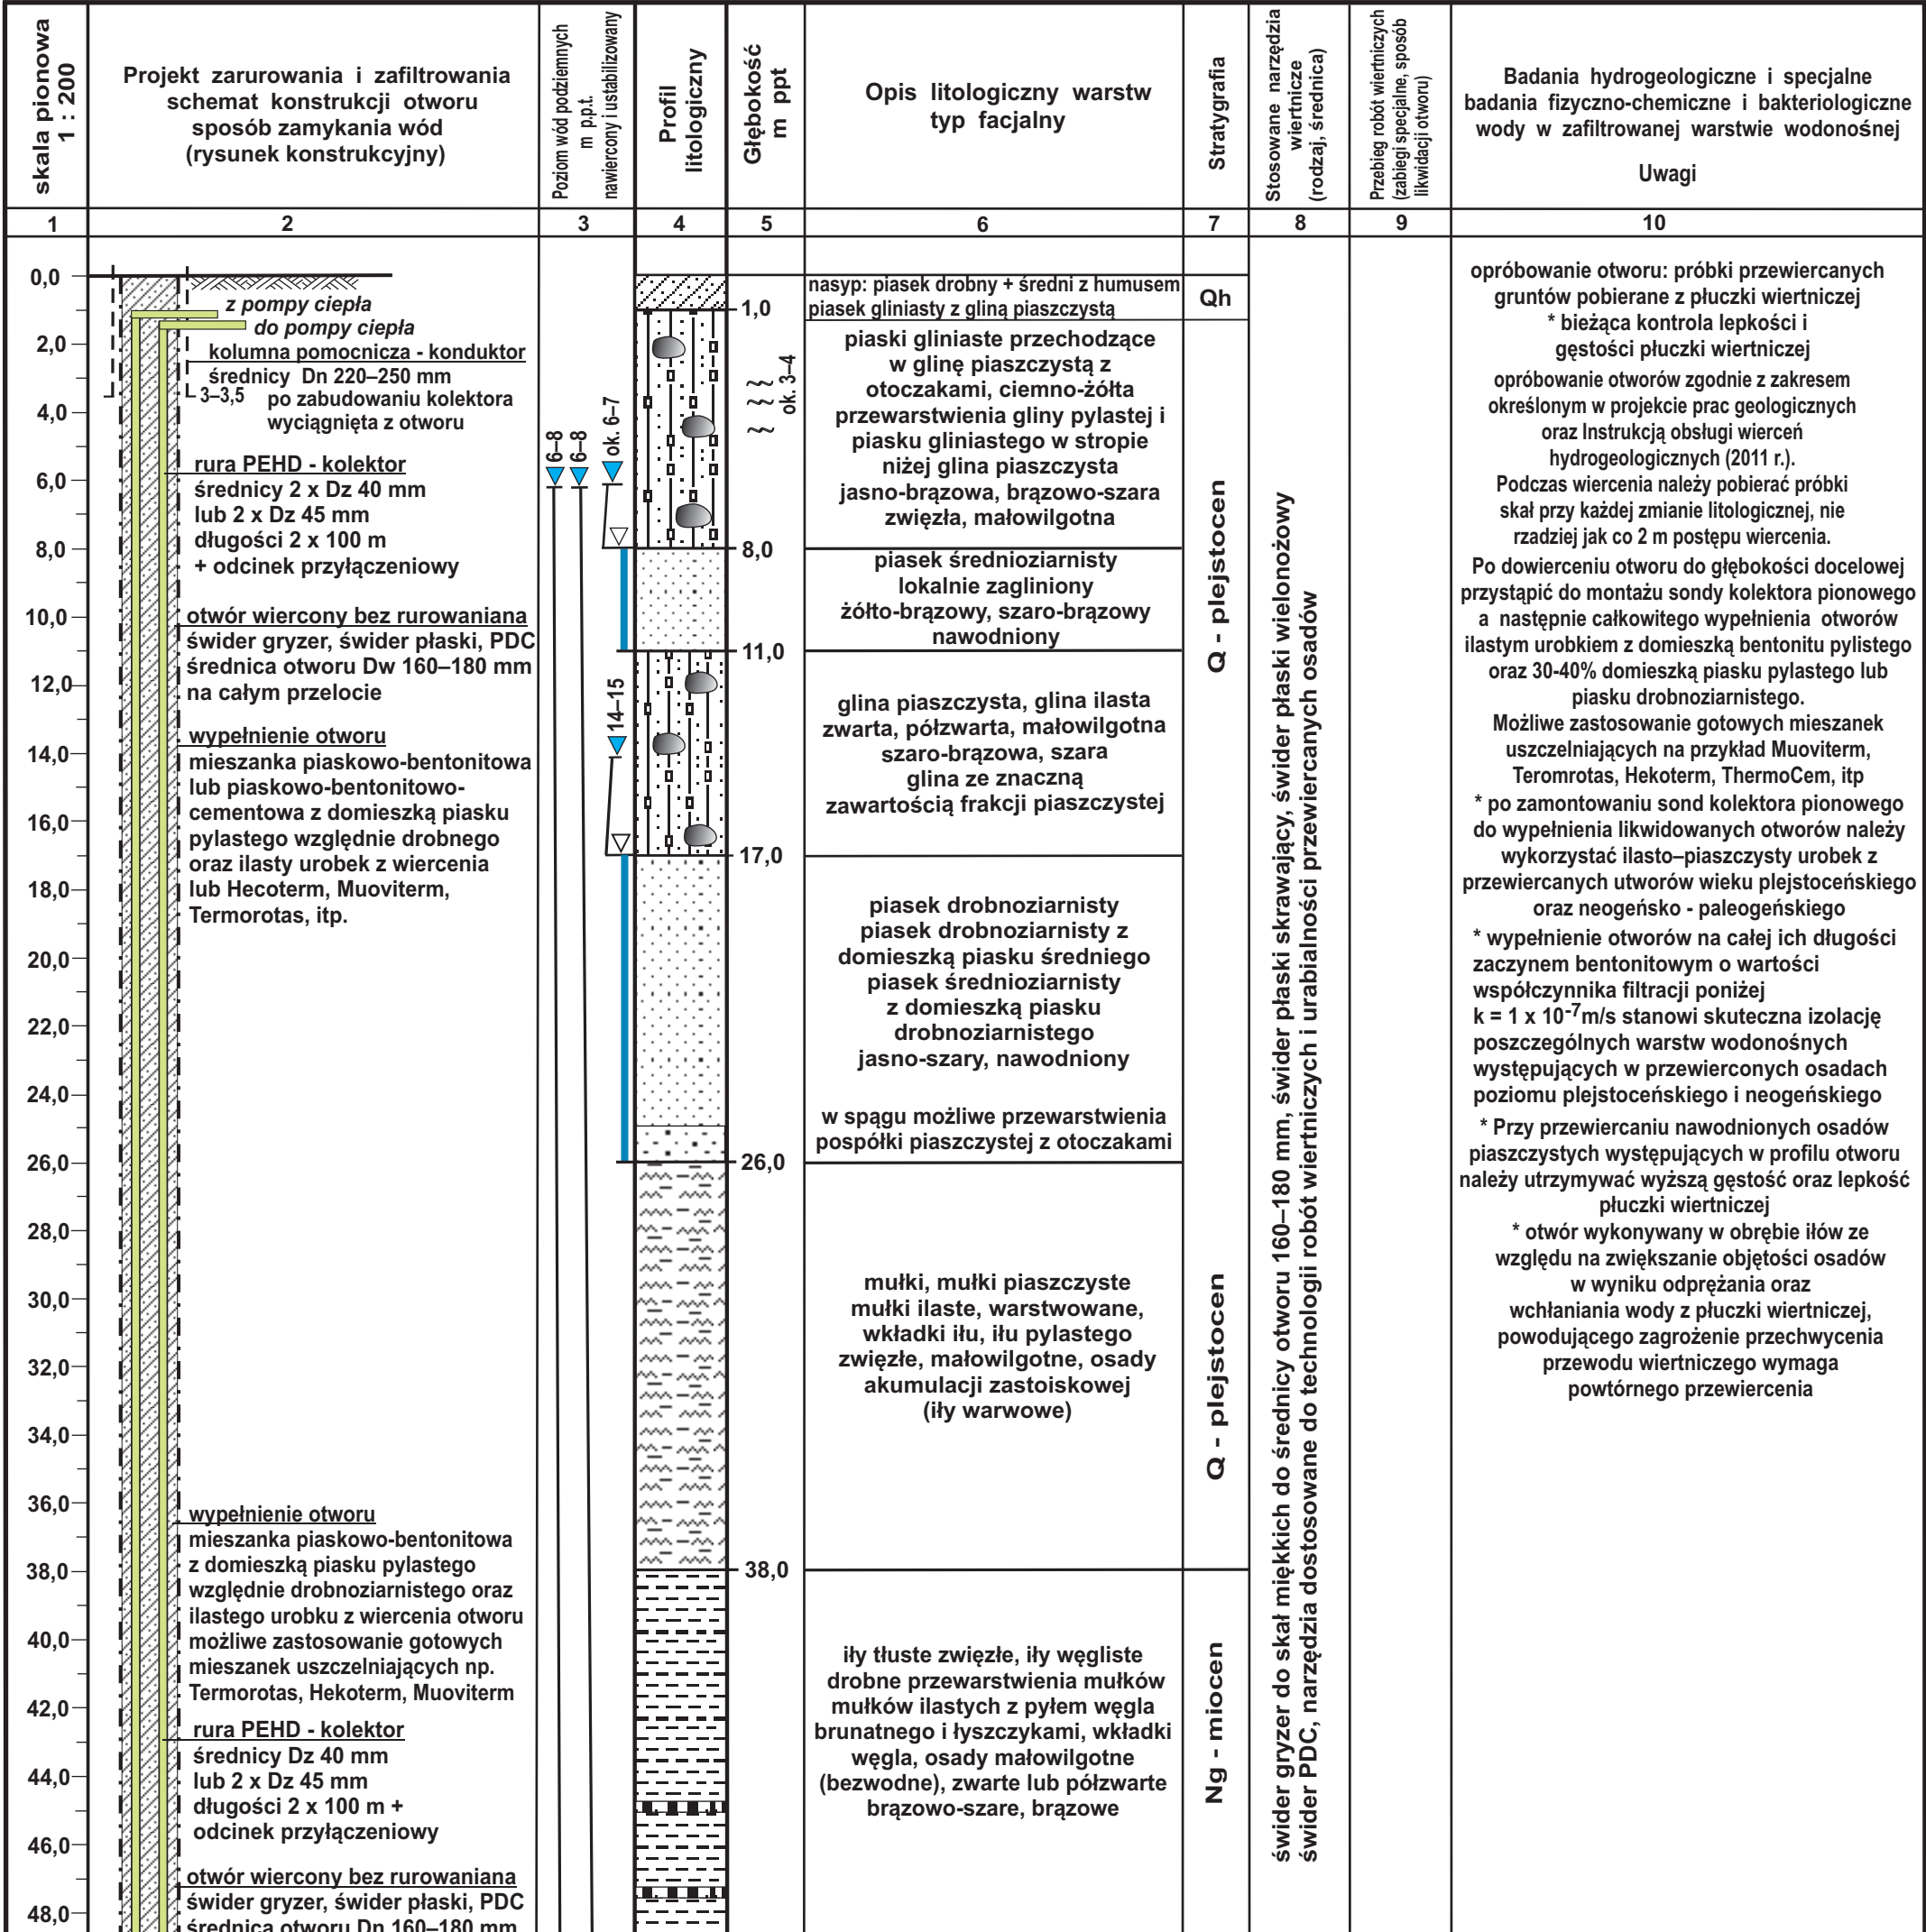 skala pionowa
1 : 200
Projekt zarurowania i zafiltrowania
schemat konstrukcji otworu
sposób zamykania wód
(rysunek konstrukcyjny)
Poziom wód podziemnych
m p.p.t.
nawiercony i ustabilizowany
Profil
litologiczny
Głębokość
m ppt
Opis litologiczny warstw
typ facjalny
Stratygrafia
Stosowane narzędzia
wiertnicze
(rodzaj, średnica)
Przebieg robót wiertniczych
(zabiegi specjalne, sposób
likwidacji otworu)
Badania hydrogeologiczne i specjalne
badania fizyczno-chemiczne i bakteriologiczne
wody w zafiltrowanej warstwie wodonośnej
Uwagi
1
2
3
4
5
6
7
8
9
10
0,0
2,0
4,0
6,0
8,0
10,0
12,0
14,0
16,0
18,0
20,0
22,0
24,0
26,0
28,0
30,0
32,0
34,0
36,0
38,0
40,0
42,0
44,0
46,0
48,0
z pompy ciepła
do pompy ciepła
kolumna pomocnicza - konduktor
średnicy Dn 220–250 mm
3–3,5 po zabudowaniu kolektora
wyciągnięta z otworu
rura PEHD - kolektor
średnicy 2 x Dz 40 mm
lub 2 x Dz 45 mm
długości 2 x 100 m
+ odcinek przyłączeniowy
otwór wiercony bez rurowaniana
świder gryzer, świder płaski, PDC
średnica otworu Dw 160–180 mm
na całym przelocie
wypełnienie otworu
mieszanka piaskowo-bentonitowa
lub piaskowo-bentonitowo-
cementowa z domieszką piasku
pylastego względnie drobnego
oraz ilasty urobek z wiercenia
lub Hecoterm, Muoviterm,
Termorotas, itp.
wypełnienie otworu
mieszanka piaskowo-bentonitowa
z domieszką piasku pylastego
względnie drobnoziarnistego oraz
ilastego urobku z wiercenia otworu
możliwe zastosowanie gotowych
mieszanek uszczelniających np.
Termorotas, Hekoterm, Muoviterm
rura PEHD - kolektor
średnicy Dz 40 mm
lub 2 x Dz 45 mm
długości 2 x 100 m +
odcinek przyłączeniowy
otwór wiercony bez rurowaniana
świder gryzer, świder płaski, PDC
średnica otworu Dn 160–180 mm
6–8
6–8
ok. 6–7
14–15
1,0
ok. 3–4
8,0
11,0
17,0
26,0
38,0
nasyp: piasek drobny + średni z humusem
piasek gliniasty z gliną piaszczystą
piaski gliniaste przechodzące
w glinę piaszczystą z
otoczakami, ciemno-żółta
przewarstwienia gliny pylastej i
piasku gliniastego w stropie
niżej glina piaszczysta
jasno-brązowa, brązowo-szara
zwięzła, małowilgotna
piasek średnioziarnisty
lokalnie zagliniony
żółto-brązowy, szaro-brązowy
nawodniony
glina piaszczysta, glina ilasta
zwarta, półzwarta, małowilgotna
szaro-brązowa, szara
glina ze znaczną
zawartością frakcji piaszczystej
piasek drobnoziarnisty
piasek drobnoziarnisty z
domieszką piasku średniego
piasek średnioziarnisty
z domieszką piasku
drobnoziarnistego
jasno-szary, nawodniony
w spągu możliwe przewarstwienia
pospółki piaszczystej z otoczakami
mułki, mułki piaszczyste
mułki ilaste, warstwowane,
wkładki iłu, iłu pylastego
zwięzłe, małowilgotne, osady
akumulacji zastoiskowej
(iły warwowe)
iły tłuste zwięzłe, iły węgliste
drobne przewarstwienia mułków
mułków ilastych z pyłem węgla
brunatnego i łyszczykami, wkładki
węgla, osady małowilgotne
(bezwodne), zwarte lub półzwarte
brązowo-szare, brązowe
Qh
Q - plejstocen
Q - plejstocen
Ng - miocen
świder gryzer do skał miękkich do średnicy otworu 160–180 mm, świder płaski skrawający, świder płaski wielonożowy
świder PDC, narzędzia dostosowane do technologii robót wiertniczych i urabialności przewiercanych osadów
opróbowanie otworu: próbki przewiercanych
gruntów pobierane z płuczki wiertniczej
* bieżąca kontrola lepkości i
gęstości płuczki wiertniczej
opróbowanie otworów zgodnie z zakresem
określonym w projekcie prac geologicznych
oraz Instrukcją obsługi wierceń
hydrogeologicznych (2011 r.).
Podczas wiercenia należy pobierać próbki
skał przy każdej zmianie litologicznej, nie
rzadziej jak co 2 m postępu wiercenia.
Po dowierceniu otworu do głębokości docelowej
przystąpić do montażu sondy kolektora pionowego
a następnie całkowitego wypełnienia otworów
ilastym urobkiem z domieszką bentonitu pylistego
oraz 30-40% domieszką piasku pylastego lub
piasku drobnoziarnistego.
Możliwe zastosowanie gotowych mieszanek
uszczelniających na przykład Muoviterm,
Teromrotas, Hekoterm, ThermoCem, itp
* po zamontowaniu sond kolektora pionowego
do wypełnienia likwidowanych otworów należy
wykorzystać ilasto–piaszczysty urobek z
przewiercanych utworów wieku plejstoceńskiego
oraz neogeńsko - paleogeńskiego
* wypełnienie otworów na całej ich długości
zaczynem bentonitowym o wartości
współczynnika filtracji poniżej
k = 1 x 10⁻⁷m/s stanowi skuteczna izolację
poszczególnych warstw wodonośnych
występujących w przewierconych osadach
poziomu plejstoceńskiego i neogeńskiego
* Przy przewiercaniu nawodnionych osadów
piaszczystych występujących w profilu otworu
należy utrzymywać wyższą gęstość oraz lepkość
płuczki wiertniczej
* otwór wykonywany w obrębie iłów ze
względu na zwiększanie objętości osadów
w wyniku odprężania oraz
wchłaniania wody z płuczki wiertniczej,
powodującego zagrożenie przechwycenia
przewodu wiertniczego wymaga
powtórnego przewiercenia